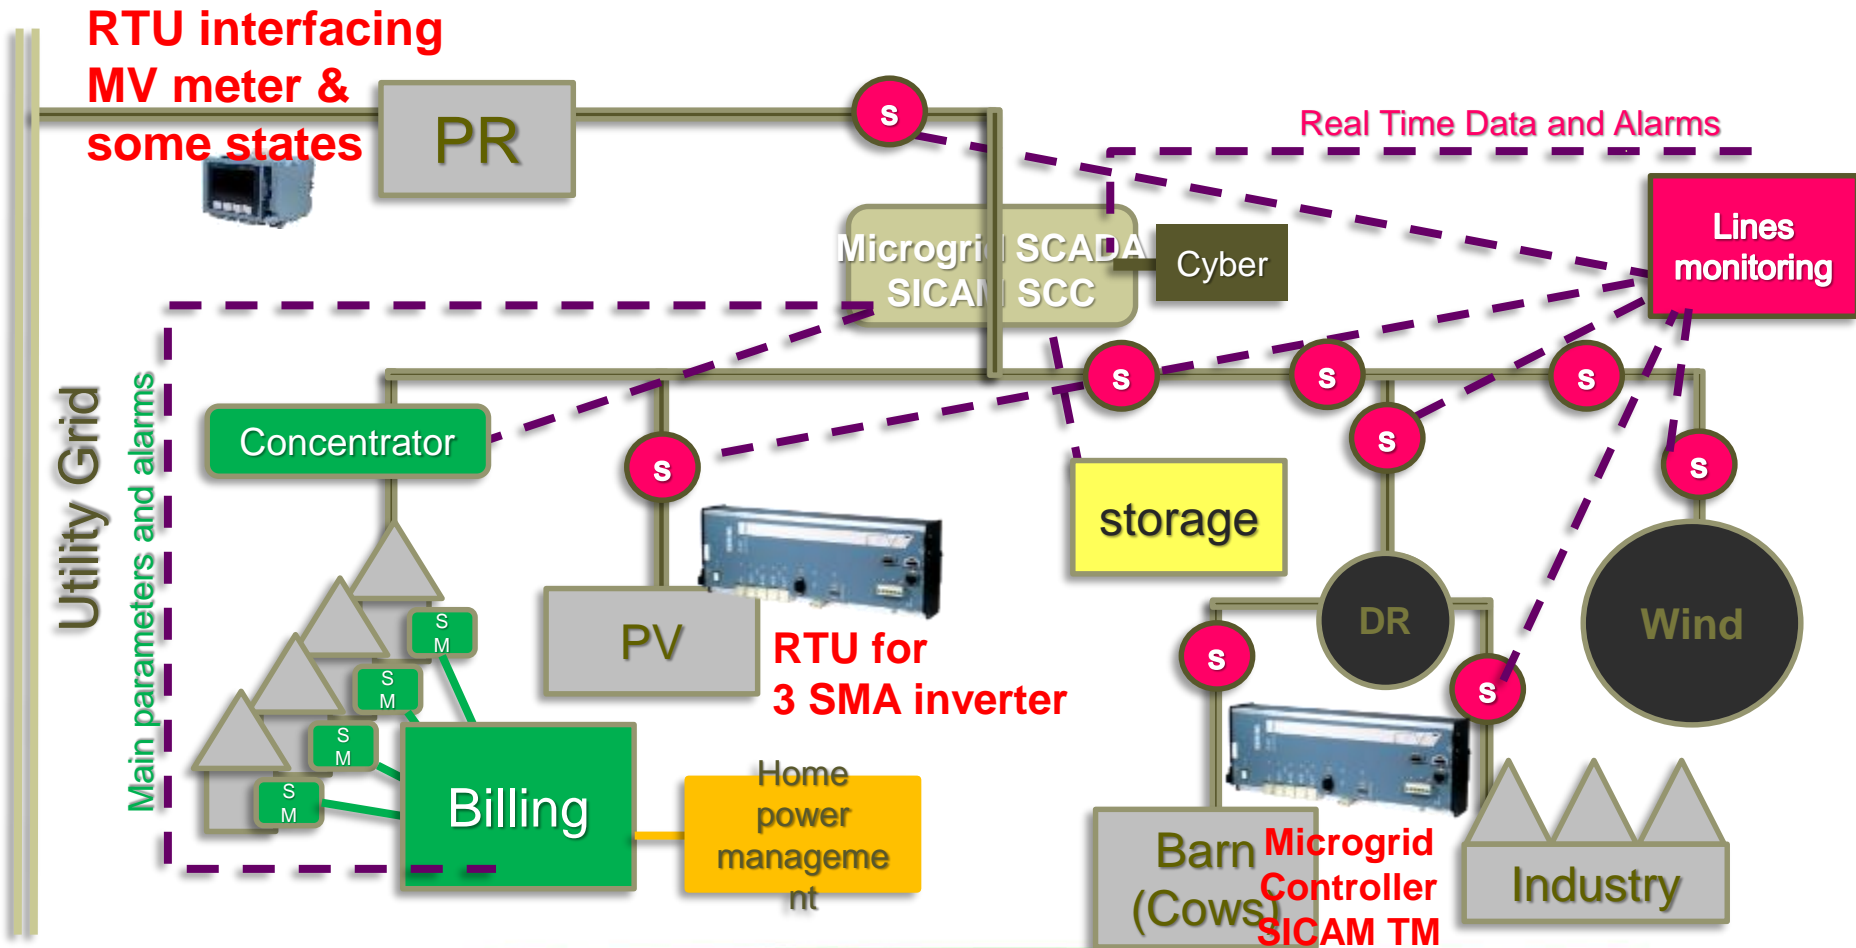 RTU interfacing
MV meter &
some states
PR
s
Real Time Data and Alarms
Lines
monitoring
Microgrid SCADA
SICAM SCC
Cyber
s
s
s
Utility Grid
Main parameters and alarms
Concentrator
s
s
s
storage
PV
RTU for
3 SMA inverter
DR
Wind
s
s
S
M
S
M
S
M
S
M
Billing
Home
power
manageme
nt
Barn
(Cows)
Microgrid
Controller
SICAM TM
Industry